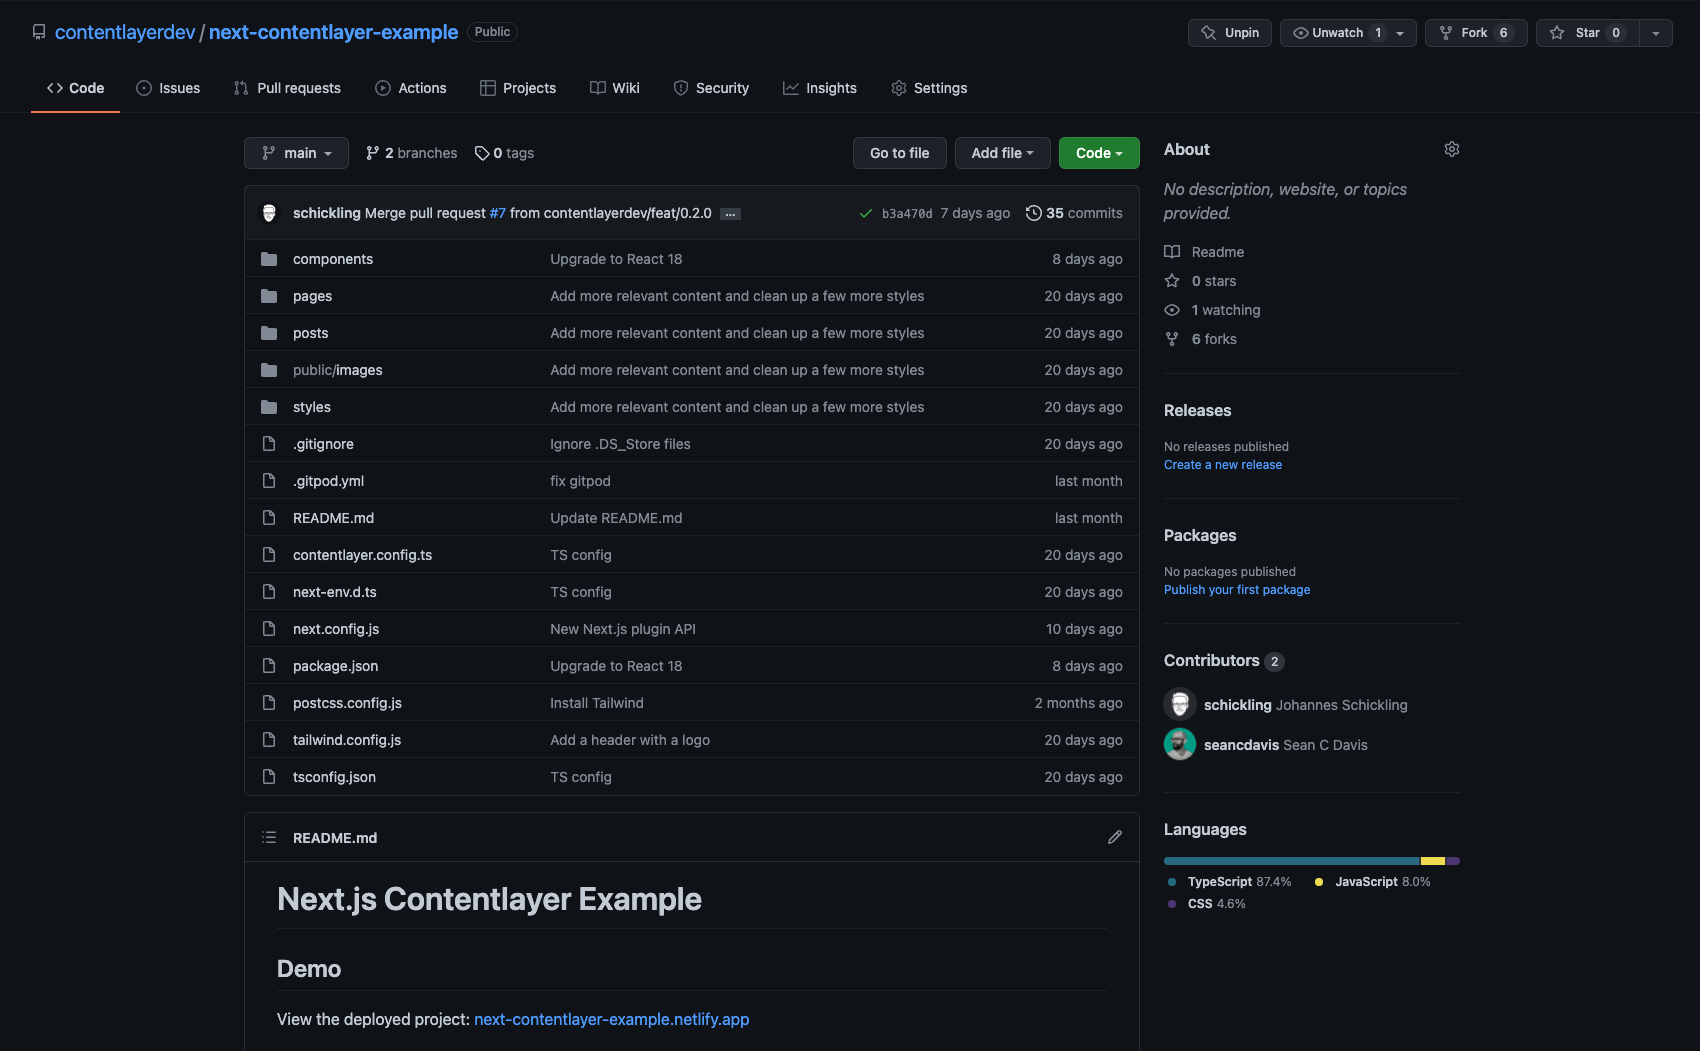 contentlayerdev / next-contentlayer-example Public
Unpin Unwatch 1 Fork 6 Star 0
Code Issues Pull requests Actions Projects Wiki Security Insights Settings
main 2 branches 0 tags Go to file Add file Code
schickling Merge pull request #7 from contentlayerdev/feat/0.2.0 ... b3a470d 7 days ago 35 commits
components Upgrade to React 18 8 days ago
pages Add more relevant content and clean up a few more styles 20 days ago
posts Add more relevant content and clean up a few more styles 20 days ago
public/images Add more relevant content and clean up a few more styles 20 days ago
styles Add more relevant content and clean up a few more styles 20 days ago
.gitignore Ignore .DS_Store files 20 days ago
.gitpod.yml fix gitpod last month
README.md Update README.md last month
contentlayer.config.ts TS config 20 days ago
next-env.d.ts TS config 20 days ago
next.config.js New Next.js plugin API 10 days ago
package.json Upgrade to React 18 8 days ago
postcss.config.js Install Tailwind 2 months ago
tailwind.config.js Add a header with a logo 20 days ago
tsconfig.json TS config 20 days ago
README.md
Next.js Contentlayer Example
Demo
View the deployed project: next-contentlayer-example.netlify.app
About
No description, website, or topics
provided.
Readme
0 stars
1 watching
6 forks
Releases
No releases published
Create a new release
Packages
No packages published
Publish your first package
Contributors 2
schickling Johannes Schickling
seancdavis Sean C Davis
Languages
TypeScript 87.4% JavaScript 8.0%
CSS 4.6%